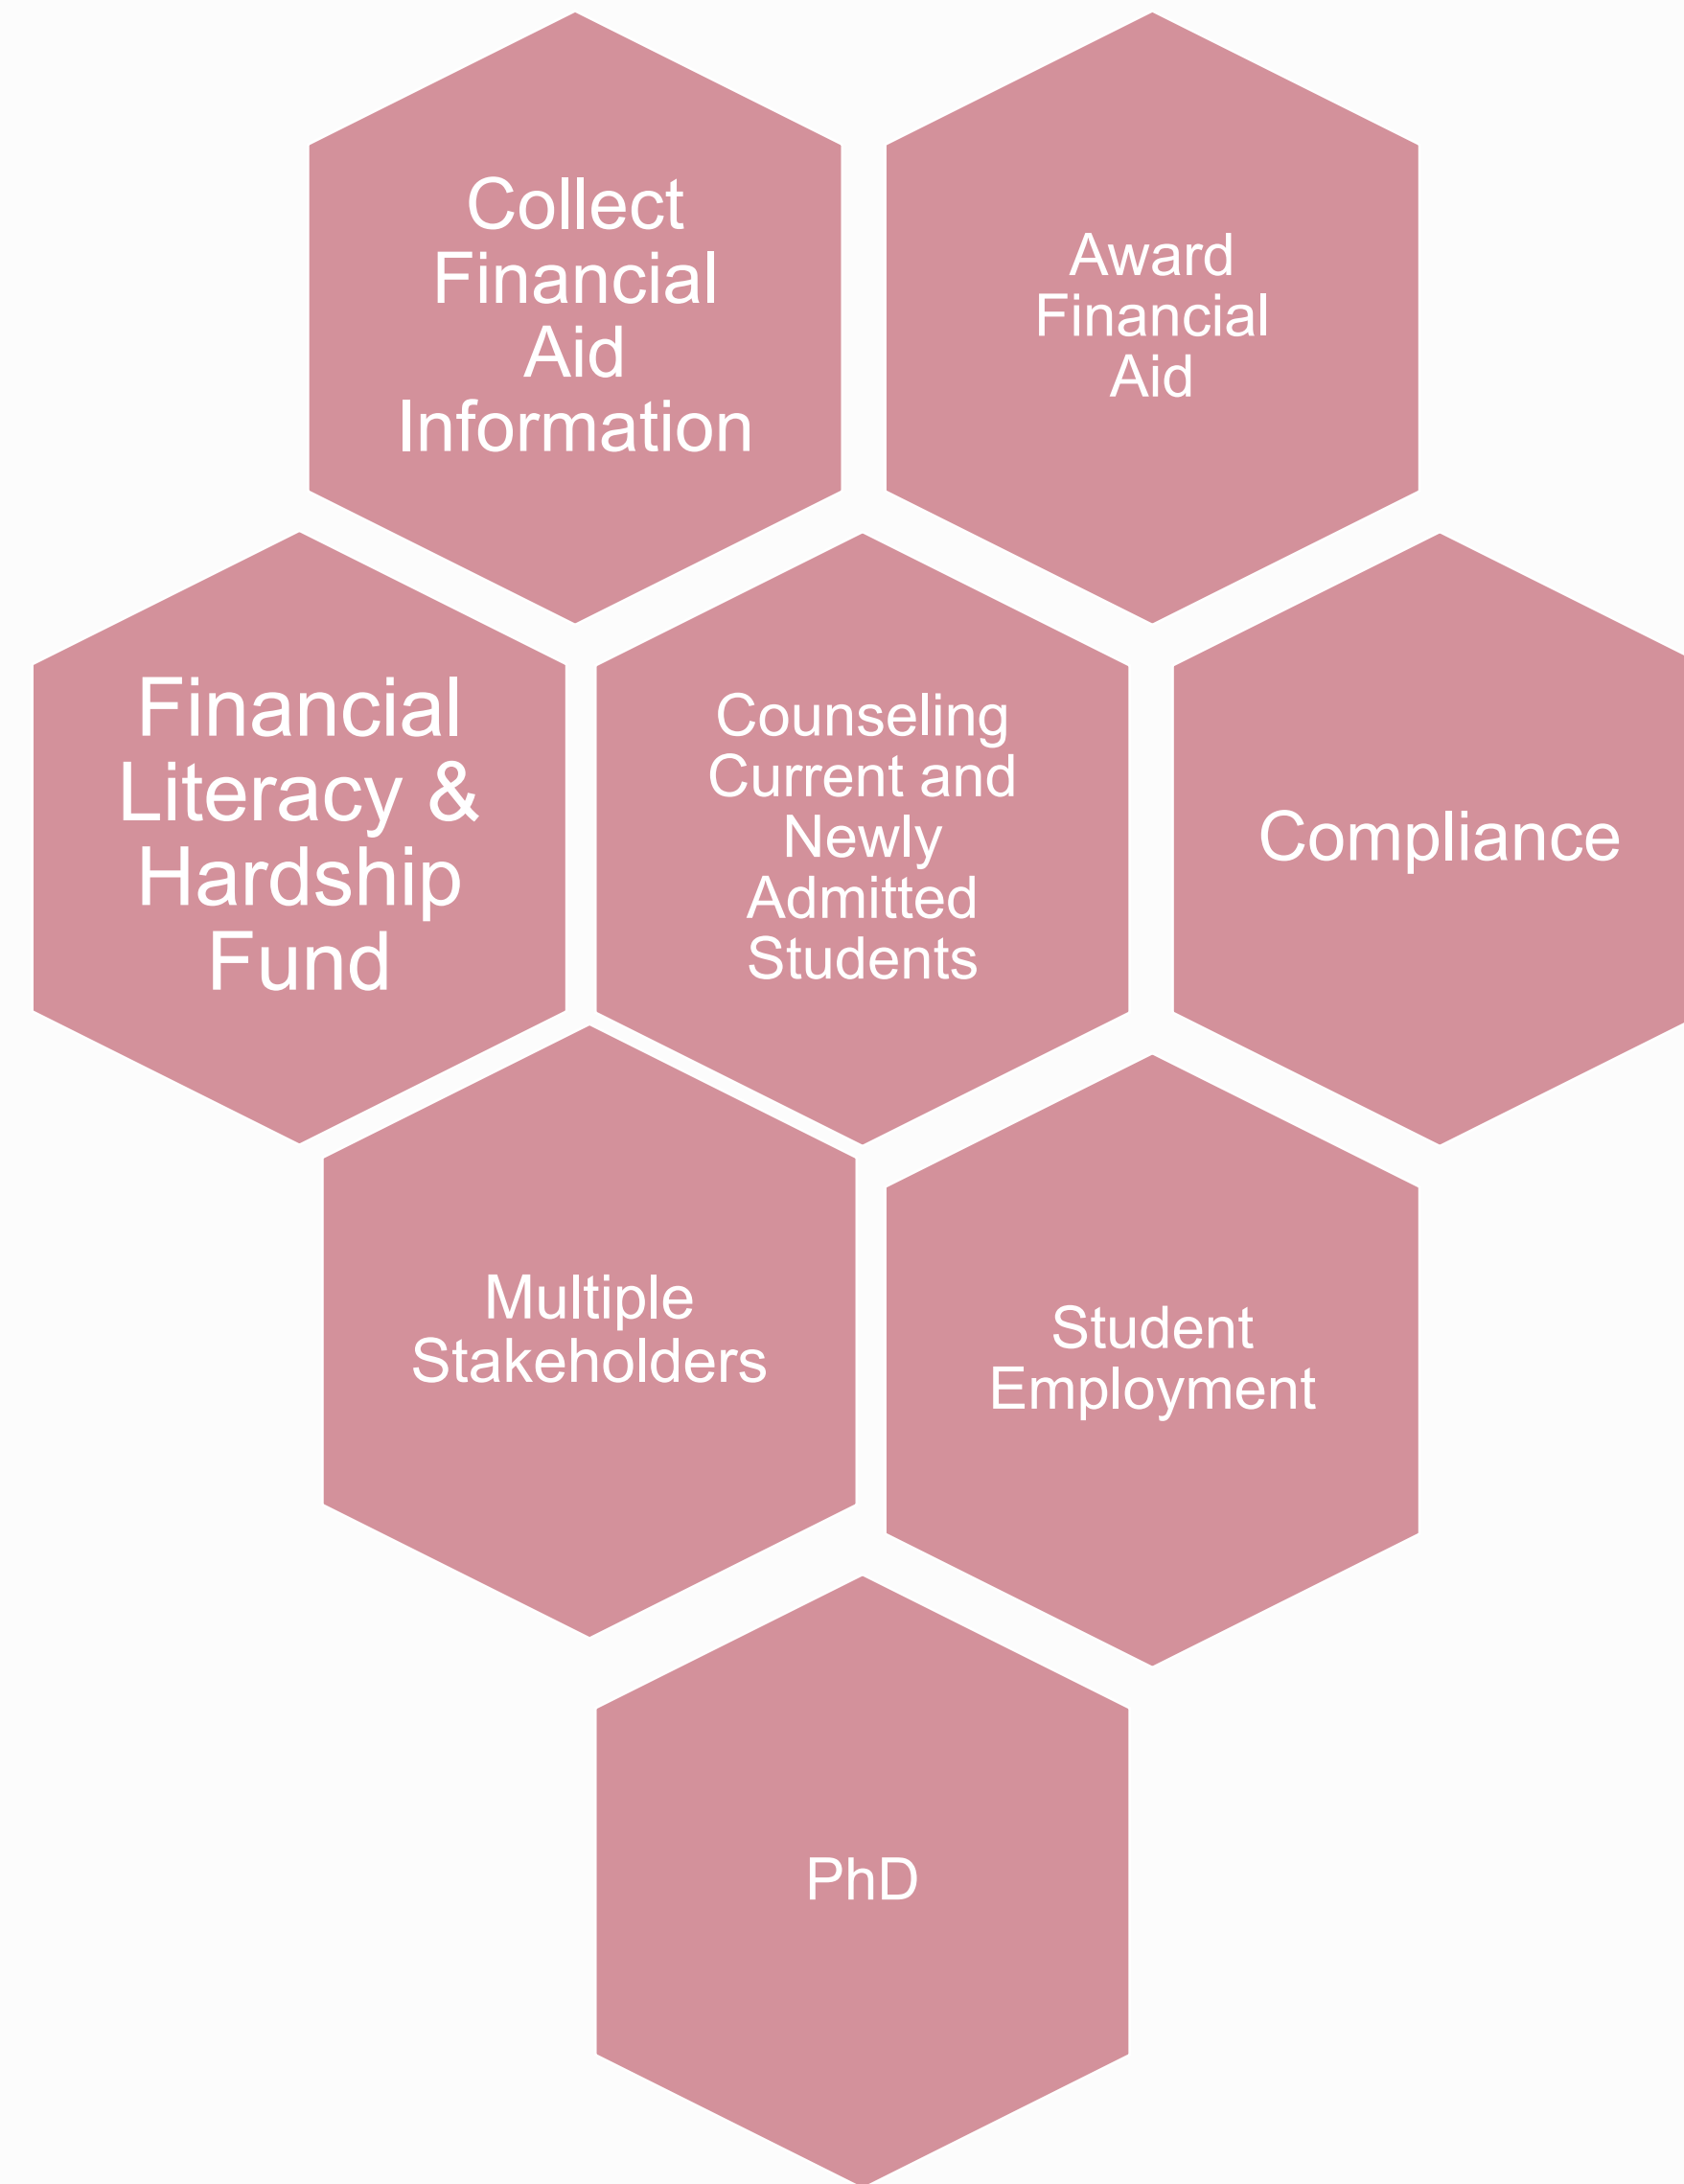 Collect
Financial
Aid
Information
Award
Financial
Aid
Financial
Literacy &
Hardship
Fund
Counseling
Current and
Newly
Admitted
Students
Compliance
Multiple
Stakeholders
Student
Employment
PhD